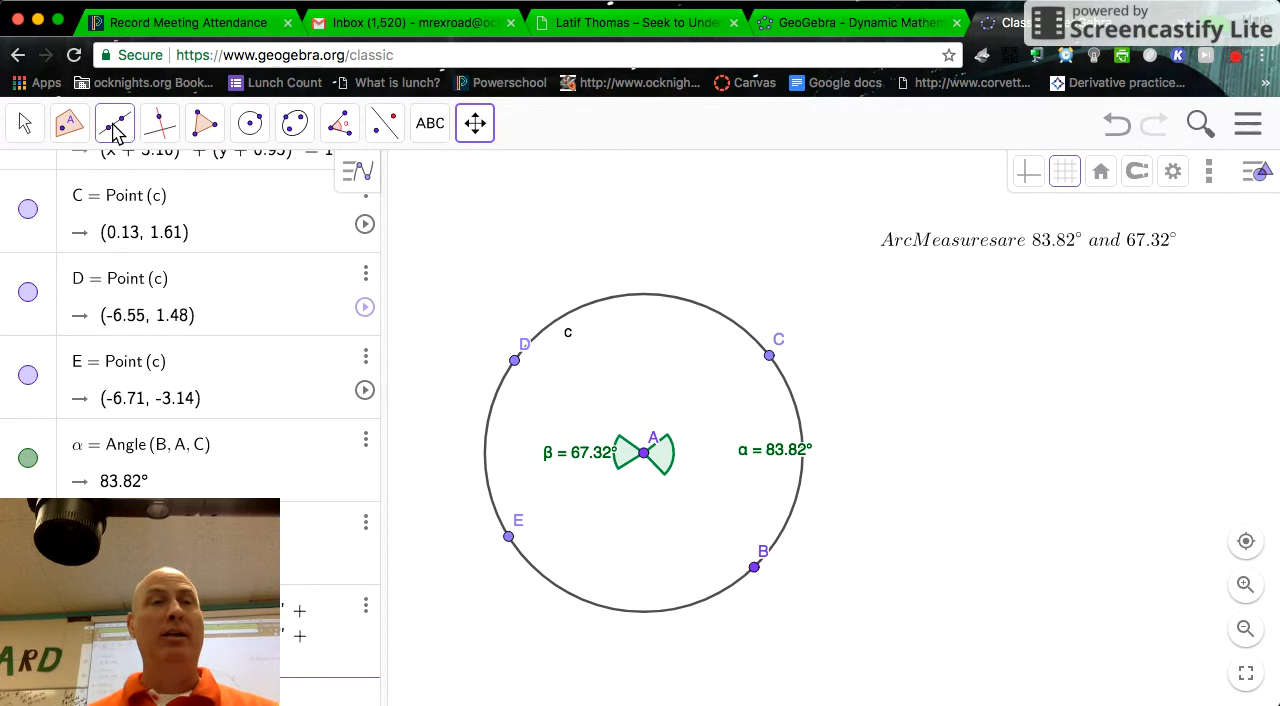 Record Meeting Attendance × Inbox (1,520) - mrexroad@oc × Latif Thomas – Seek to Unde × GeoGebra - Dynamic Mathem × Clas
powered by
Screencastify Lite
Secure https://www.geogebra.org/classic
Apps ocknights.org Book... Lunch Count What is lunch? Powerschool http://www.ocknigh... Canvas Google docs http://www.corvett... Derivative practice... »
ABC
C = Point (c)
→ (0.13, 1.61)
D = Point (c)
→ (-6.55, 1.48)
E = Point (c)
→ (-6.71, -3.14)
α = Angle (B, A, C)
→ 83.82°
" +
" +
ArcMeasuresare 83.82° and 67.32°
c
D
C
A
β = 67.32°
α = 83.82°
E
B
ARD